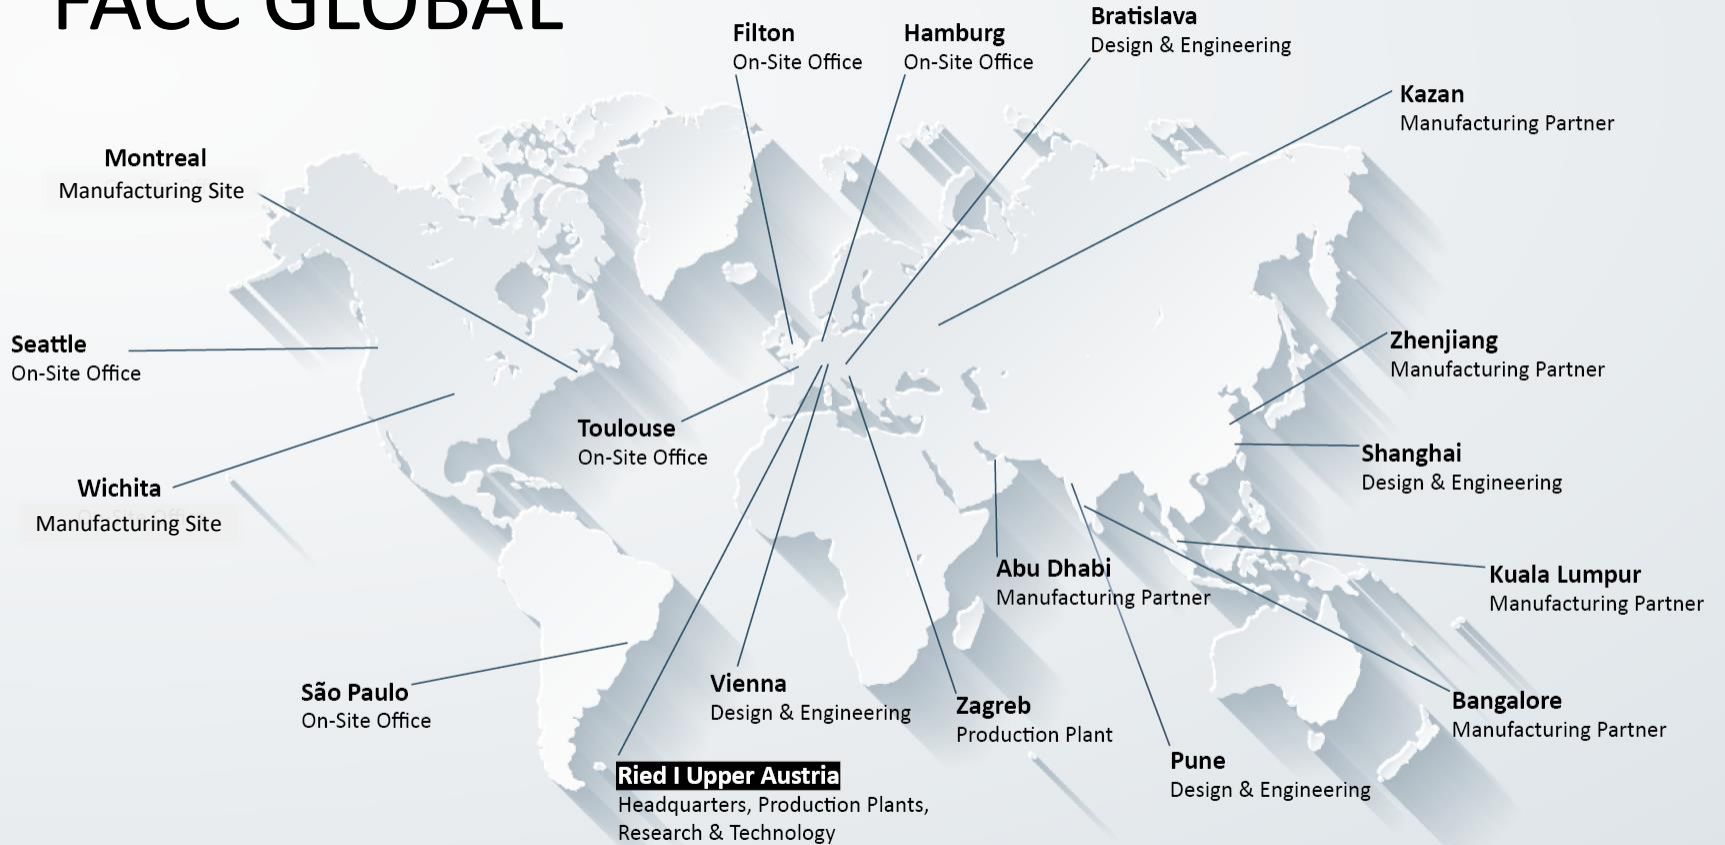 FACC GLOBAL
Filton
On-Site Office
Hamburg
On-Site Office
Bratislava
Design & Engineering
Kazan
Manufacturing Partner
Montreal
Manufacturing Site
Seattle
On-Site Office
Zhenjiang
Manufacturing Partner
Toulouse
On-Site Office
Shanghai
Design & Engineering
Wichita
On-Site Office
Manufacturing Site
Abu Dhabi
Manufacturing Partner
Kuala Lumpur
Manufacturing Partner
São Paulo
On-Site Office
Vienna
Design & Engineering
Zagreb
Production Plant
Bangalore
Manufacturing Partner
Pune
Design & Engineering
Ried I Upper Austria
Headquarters, Production Plants,
Research & Technology